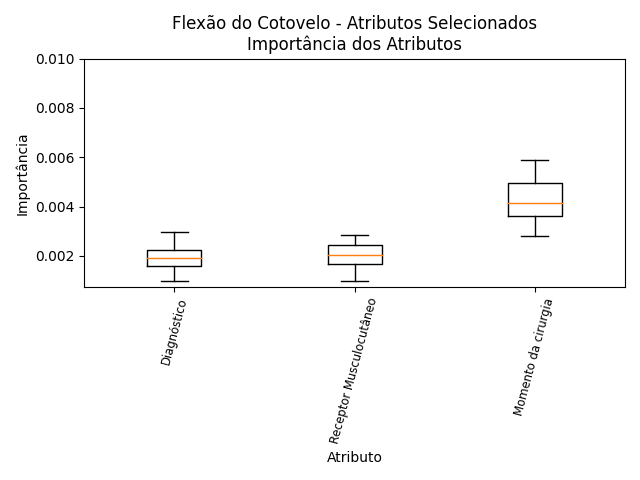 Flexão do Cotovelo - Atributos Selecionados
Importância dos Atributos
0.010
0.008
0.006
0.004
0.002
Importância
Diagnóstico
Receptor Musculocutâneo
Momento da cirurgia
Atributo